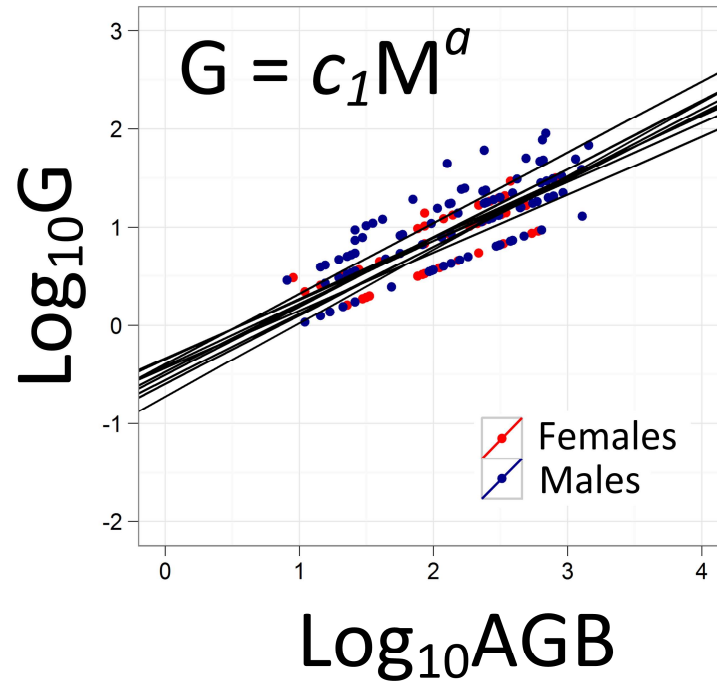 G = c₁Mᵃ
3
2
1
0
-1
-2
Log₁₀G
Females
Males
0 1 2 3 4
Log₁₀AGB